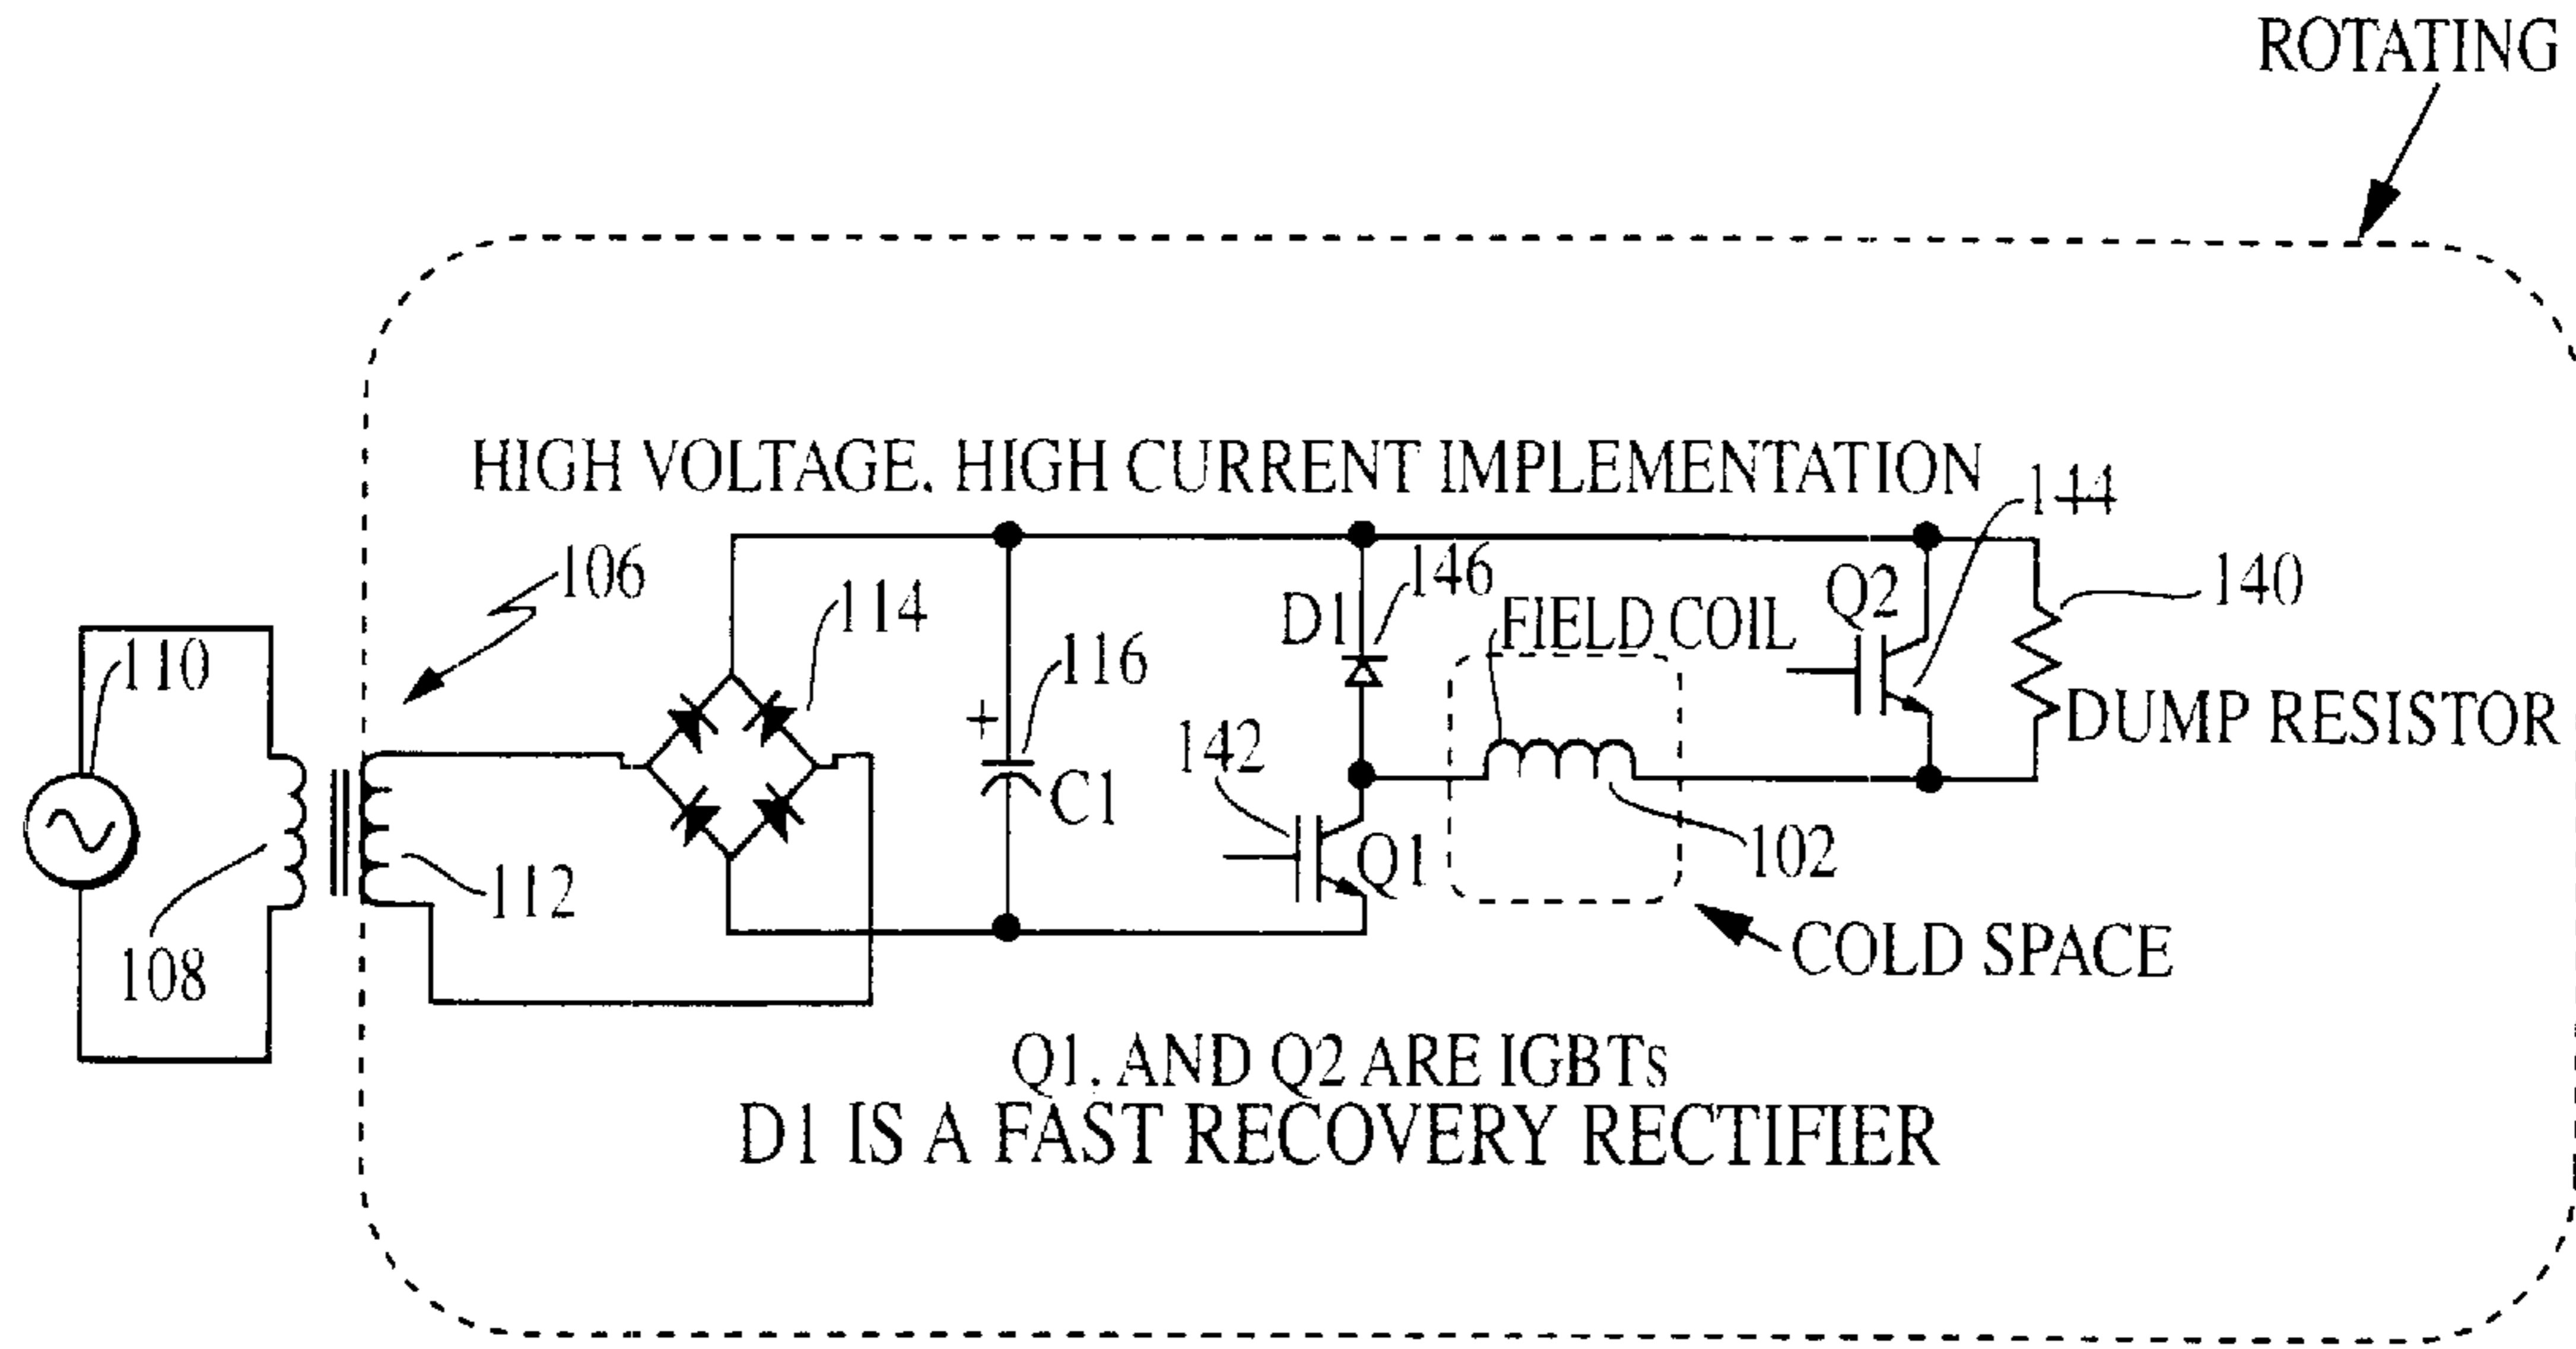 ROTATING
HIGH VOLTAGE. HIGH CURRENT IMPLEMENTATION
144
106
114
146
Q2
140
D1
FIELD COIL
110
116
+
142
DUMP RESISTOR
C1
Q1
102
112
108
COLD SPACE
Q1. AND Q2 ARE IGBTs
D1 IS A FAST RECOVERY RECTIFIER